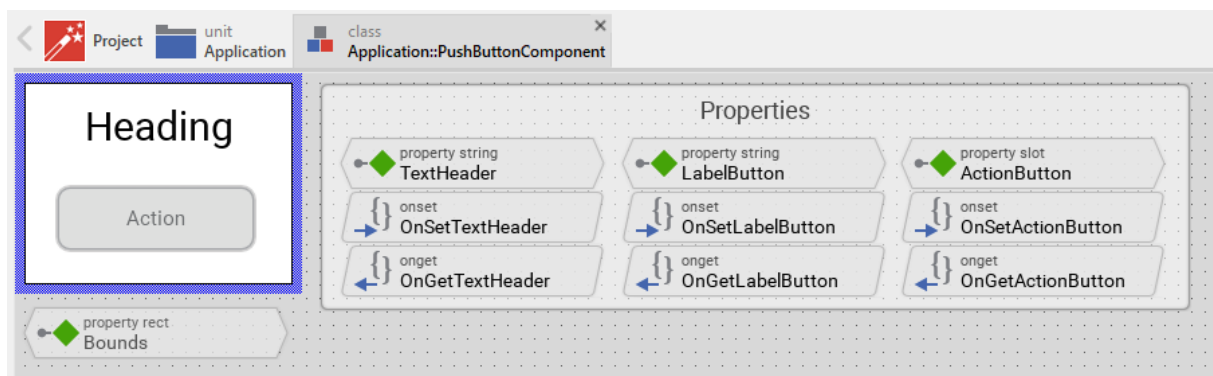 Project
unit
Application
class
Application::PushButtonComponent
Heading
Action
Properties
property string
TextHeader
property string
LabelButton
property slot
ActionButton
onset
OnSetTextHeader
onset
OnSetLabelButton
onset
OnSetActionButton
onget
OnGetTextHeader
onget
OnGetLabelButton
onget
OnGetActionButton
property rect
Bounds